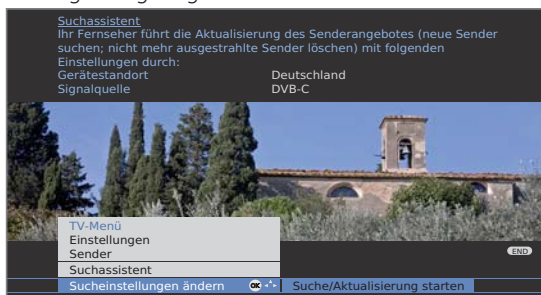 Suchassistent
Ihr Fernseher führt die Aktualisierung des Senderangebotes (neue Sender
suchen; nicht mehr ausgestrahlte Sender löschen) mit folgenden
Einstellungen durch:
Gerätestandort Deutschland
Signalquelle DVB-C
END
TV-Menü
Einstellungen
Sender
Suchassistent
Sucheinstellungen ändern OK Suche/Aktualisierung starten